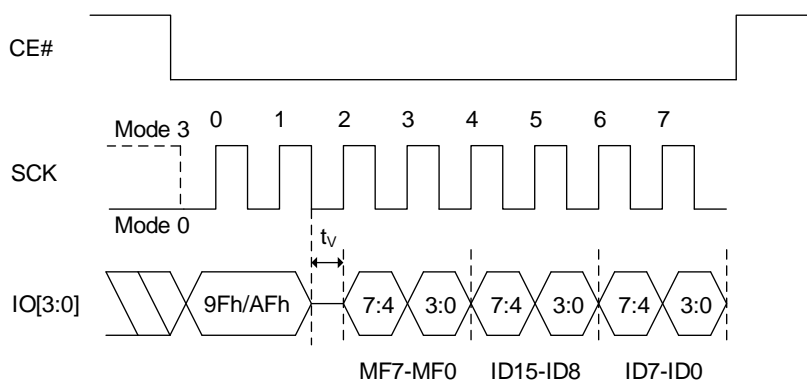 CE#
Mode 3
0 1 2 3 4 5 6 7
SCK
Mode 0
tV
IO[3:0]
9Fh/AFh
7:4 3:0 7:4 3:0 7:4 3:0
MF7-MF0 ID15-ID8 ID7-ID0